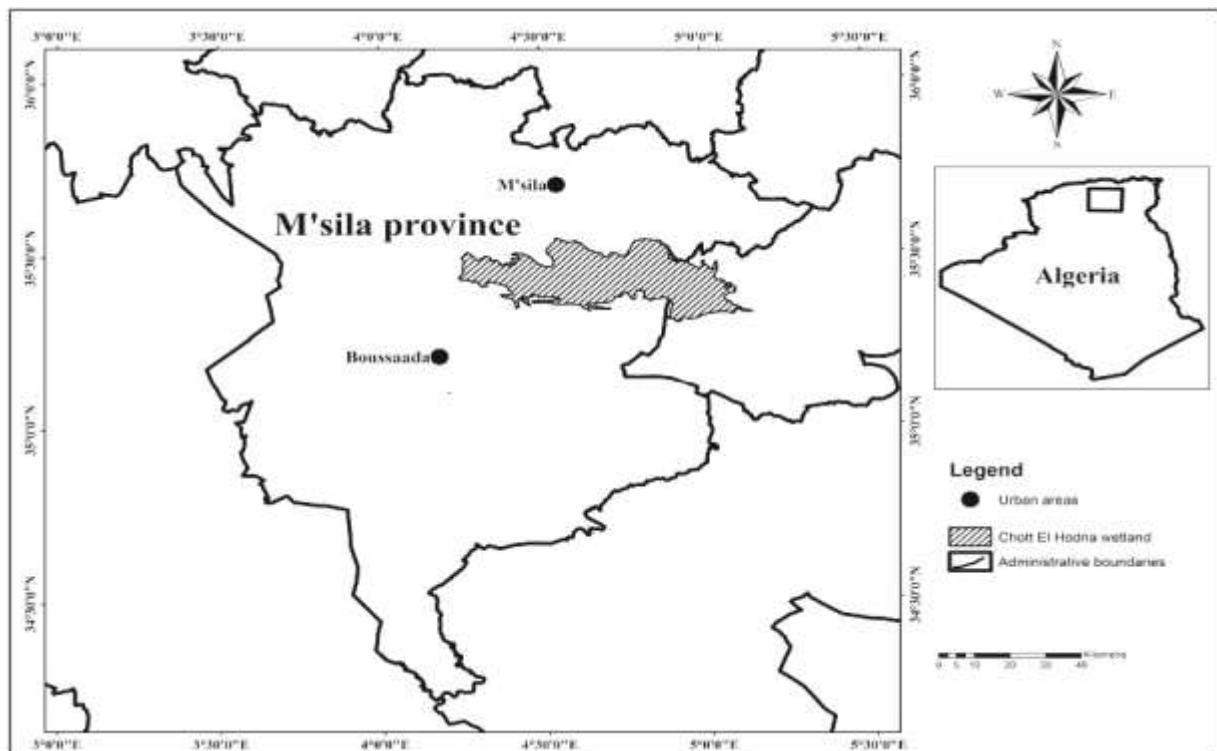 3°0'0"E 3°30'0"E 4°0'0"E 4°30'0"E 5°0'0"E 5°30'0"E
36°0'0"N
35°30'0"N
35°0'0"N
34°30'0"N
M'sila
M'sila province
Boussaada
36°0'0"N
35°30'0"N
35°0'0"N
34°30'0"N
3°0'0"E 3°30'0"E 4°0'0"E 4°30'0"E 5°0'0"E 5°30'0"E
N
W E
Algeria
Legend
Urban areas
Chott El Hodna wetland
Administrative boundaries
Kilometers
0 5 10 20 30 40